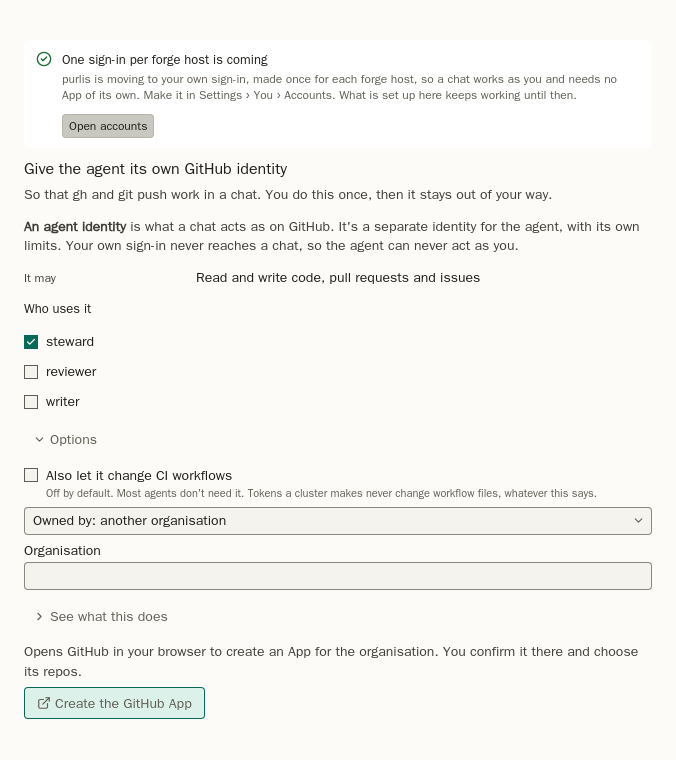 One sign-in per forge host is coming
purlis is moving to your own sign-in, made once for each forge host, so a chat works as you and needs no
App of its own. Make it in Settings › You › Accounts. What is set up here keeps working until then.
Open accounts
Give the agent its own GitHub identity
So that gh and git push work in a chat. You do this once, then it stays out of your way.
An agent identity is what a chat acts as on GitHub. It's a separate identity for the agent, with its own
limits. Your own sign-in never reaches a chat, so the agent can never act as you.
It may
Read and write code, pull requests and issues
Who uses it
steward
reviewer
writer
Options
Also let it change CI workflows
Off by default. Most agents don't need it. Tokens a cluster makes never change workflow files, whatever this says.
Owned by: another organisation
Organisation
See what this does
Opens GitHub in your browser to create an App for the organisation. You confirm it there and choose
its repos.
Create the GitHub App